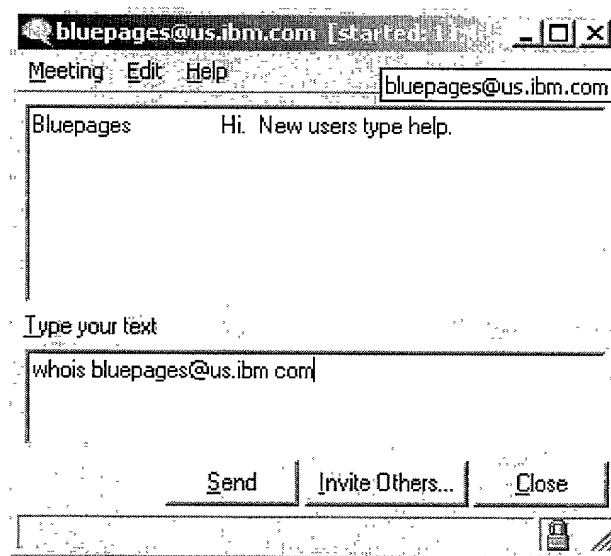 bluepages@us.ibm.com [started
Meeting Edit Help
bluepages@us.ibm.com
Bluepages Hi. New users type help.
Type your text
whois bluepages@us.ibm com
Send Invite Others... Close